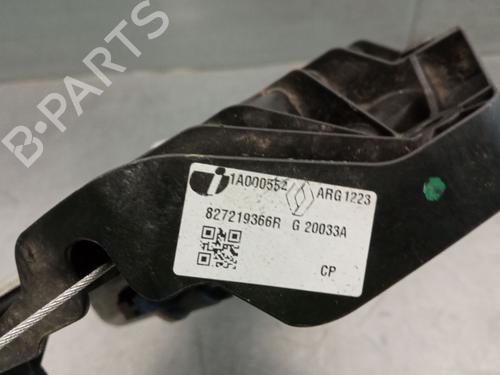 B-PARTS
1A000552 ARG1223
827219366R G 20033A
CP